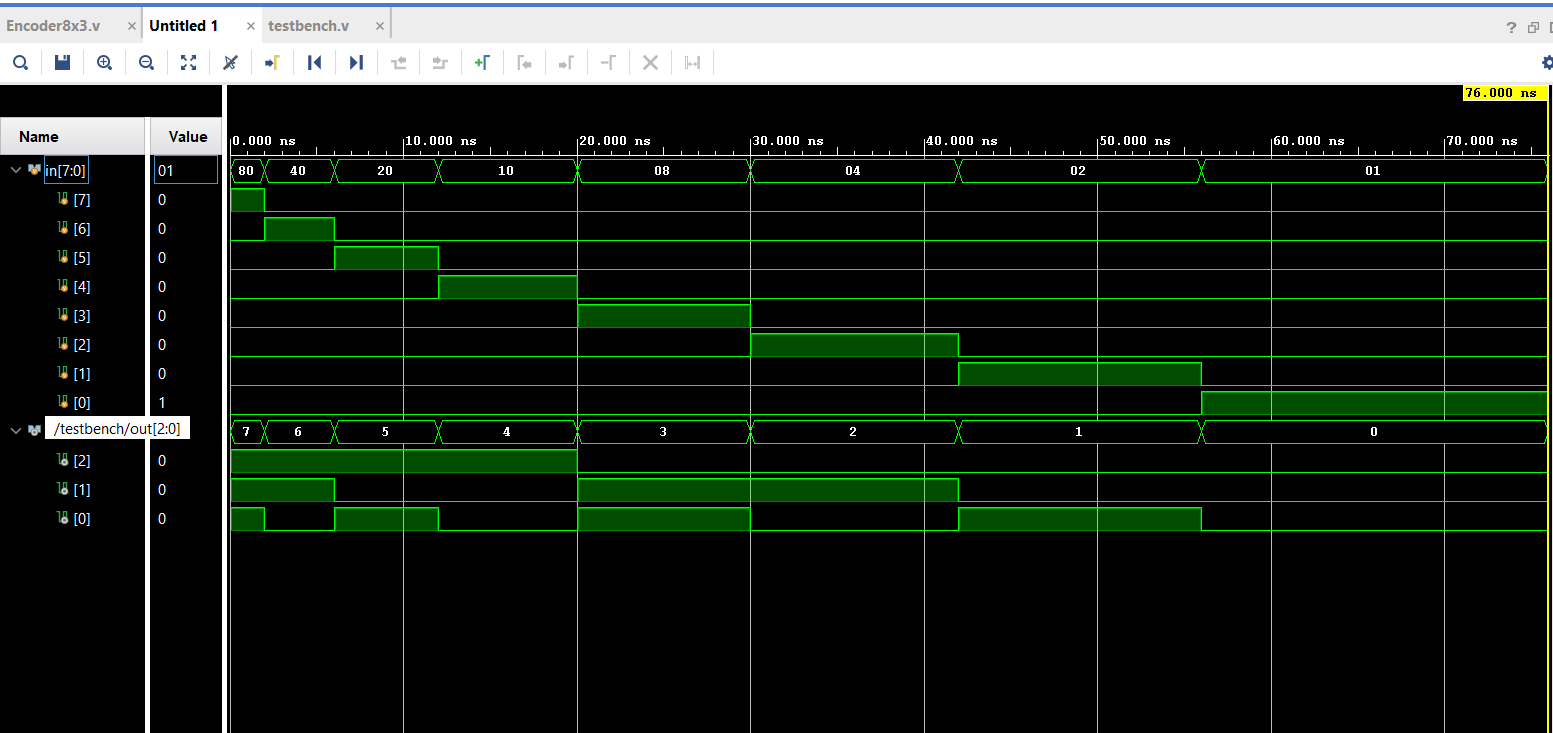 Encoder8x3.v × Untitled 1 × testbench.v ×
?
76.000 ns
Name Value
0.000 ns 10.000 ns 20.000 ns 30.000 ns 40.000 ns 50.000 ns 60.000 ns 70.000 ns
in[7:0] 01 80 40 20 10 08 04 02 01
[7] 0
[6] 0
[5] 0
[4] 0
[3] 0
[2] 0
[1] 0
[0] 1
/testbench/out[2:0] 7 6 5 4 3 2 1 0
[2] 0
[1] 0
[0] 0